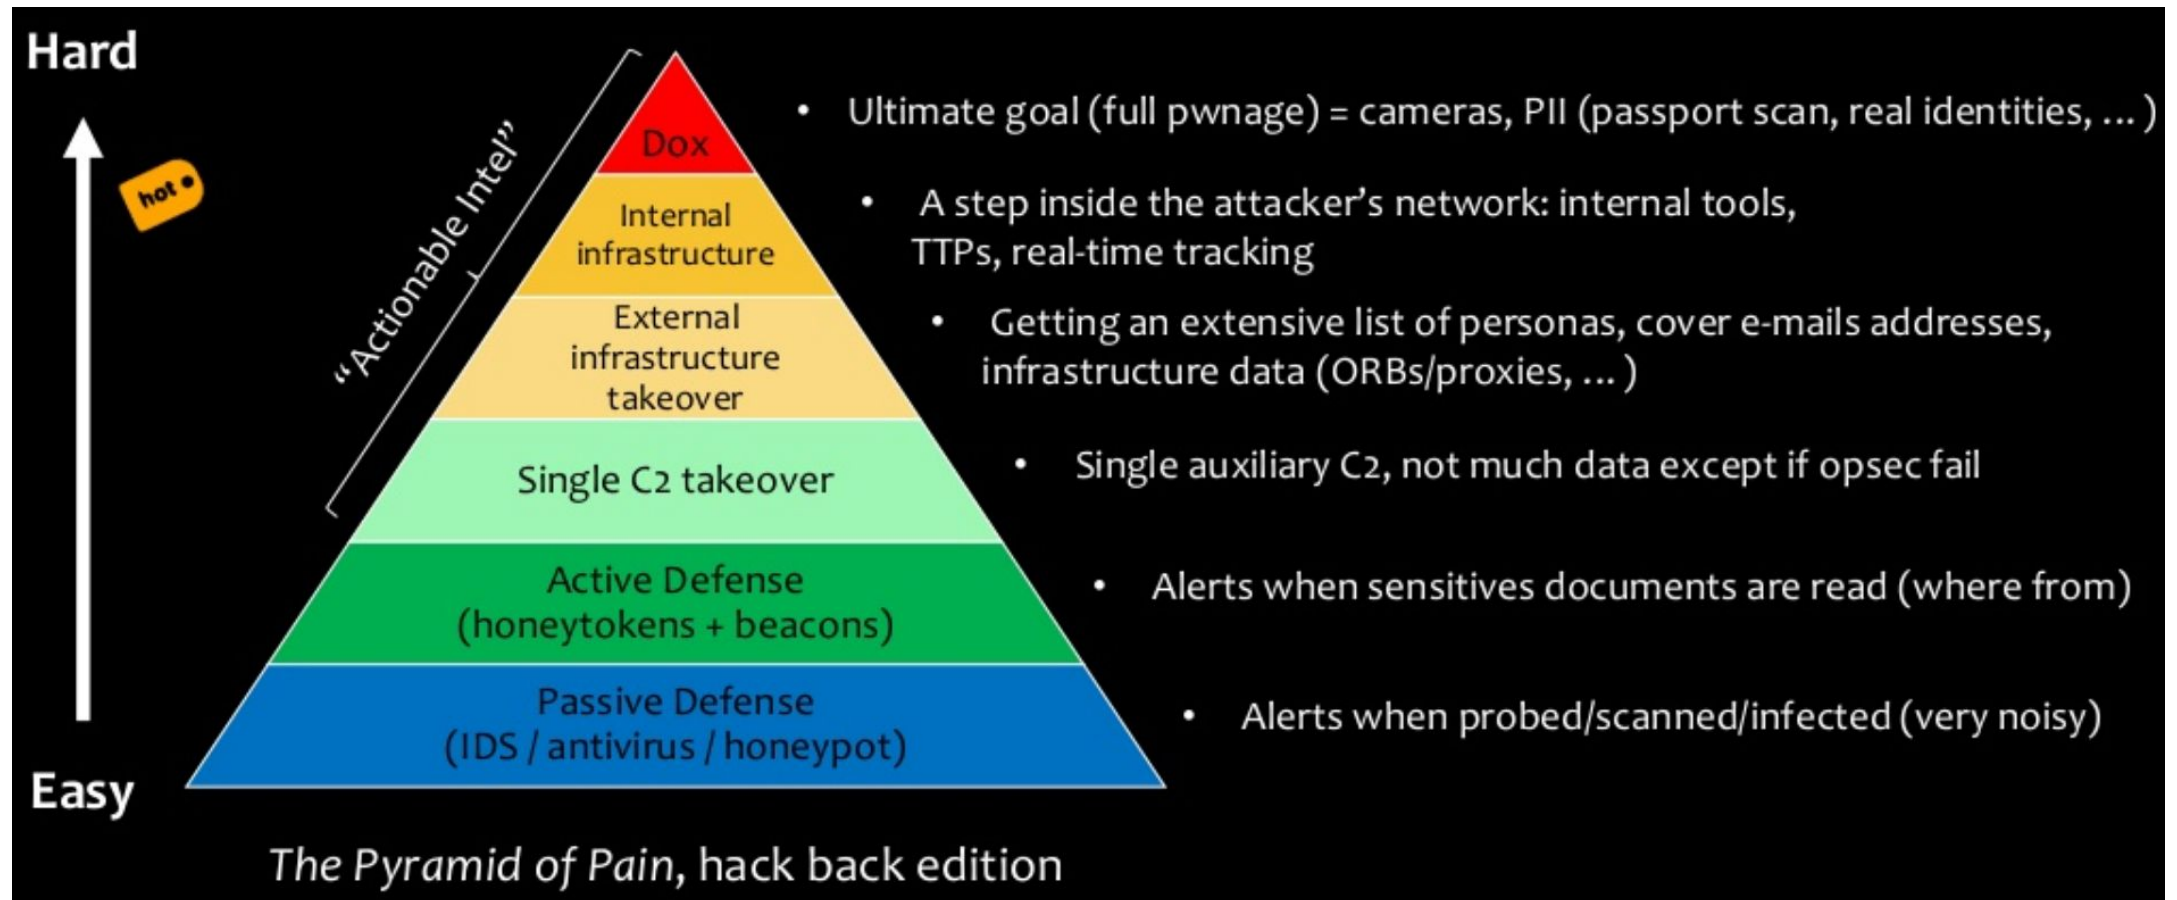 Hard
hot
"Actionable Intel"
Dox
• Ultimate goal (full pwnage) = cameras, PII (passport scan, real identities, ... )
Internal
infrastructure
• A step inside the attacker's network: internal tools,
TTPs, real-time tracking
External
infrastructure
takeover
• Getting an extensive list of personas, cover e-mails addresses,
infrastructure data (ORBs/proxies, ... )
Single C2 takeover
• Single auxiliary C2, not much data except if opsec fail
Active Defense
(honeytokens + beacons)
• Alerts when sensitives documents are read (where from)
Passive Defense
(IDS / antivirus / honeypot)
• Alerts when probed/scanned/infected (very noisy)
Easy
The Pyramid of Pain, hack back edition